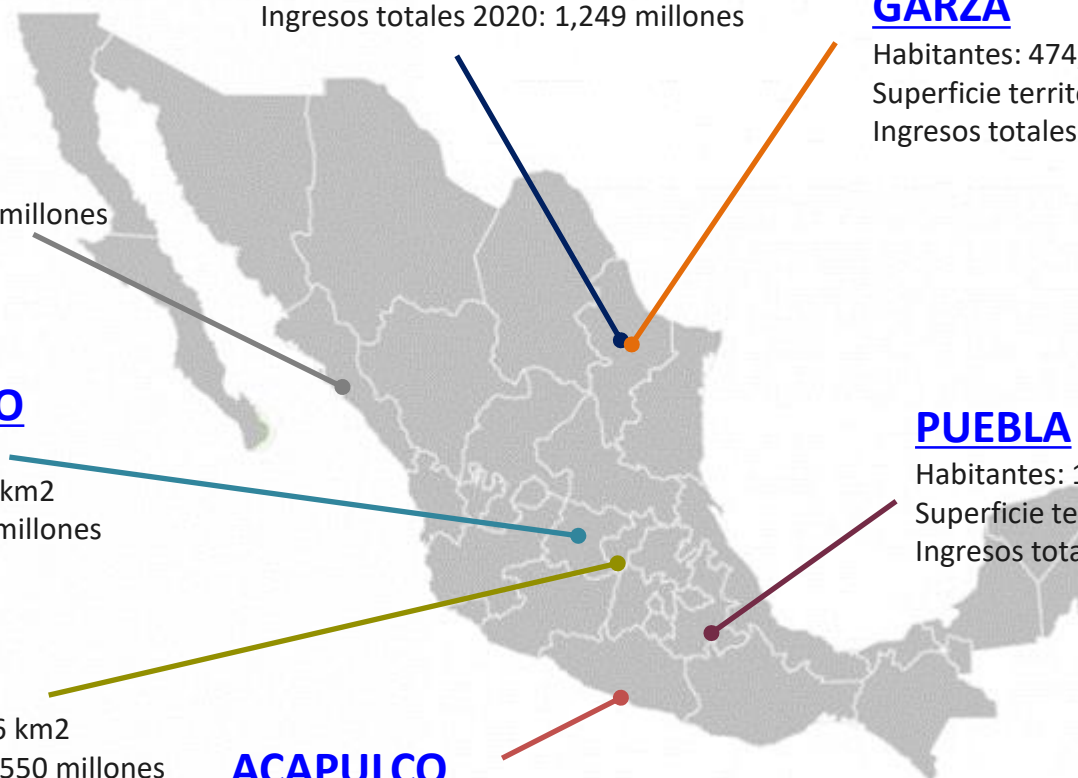 Ingresos totales 2020: 1,249 millones
GARZA
Habitantes: 474
Superficie territo
Ingresos totales
millones
O
km2
millones
PUEBLA
Habitantes: 1
Superficie te
Ingresos tota
6 km2
550 millones
ACAPULCO